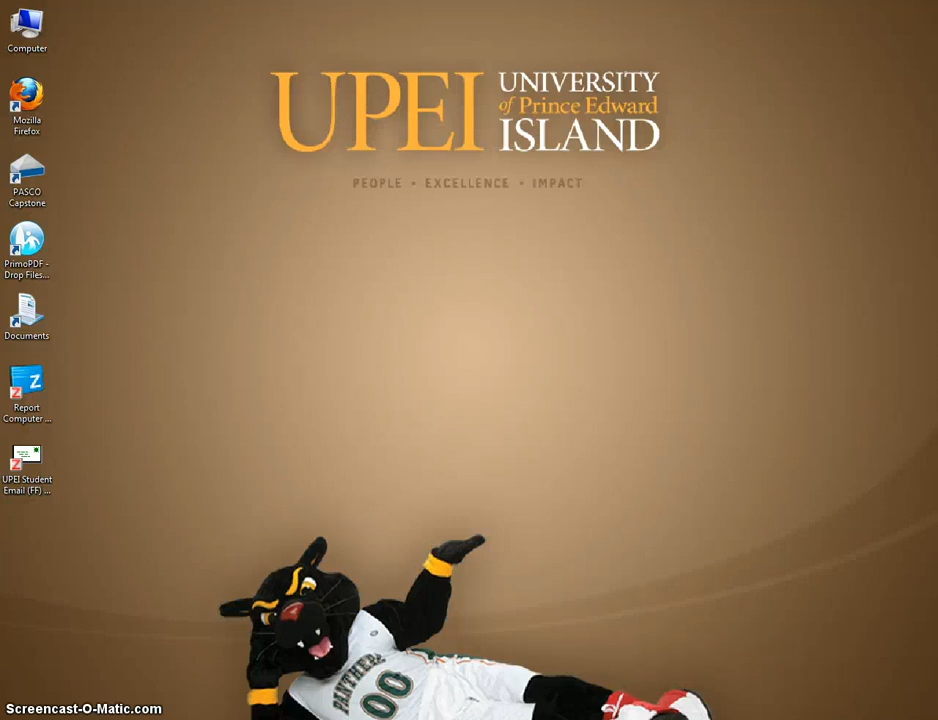 Computer
Mozilla
Firefox
PASCO
Capstone
PrimoPDF -
Drop Files...
Documents
Report
Computer ...
UPEI Student
Email (FF) ...
UPEI
UNIVERSITY
of Prince Edward
ISLAND
PEOPLE • EXCELLENCE • IMPACT
Z
Z
Z
PANTHERS
00
Screencast-O-Matic.com